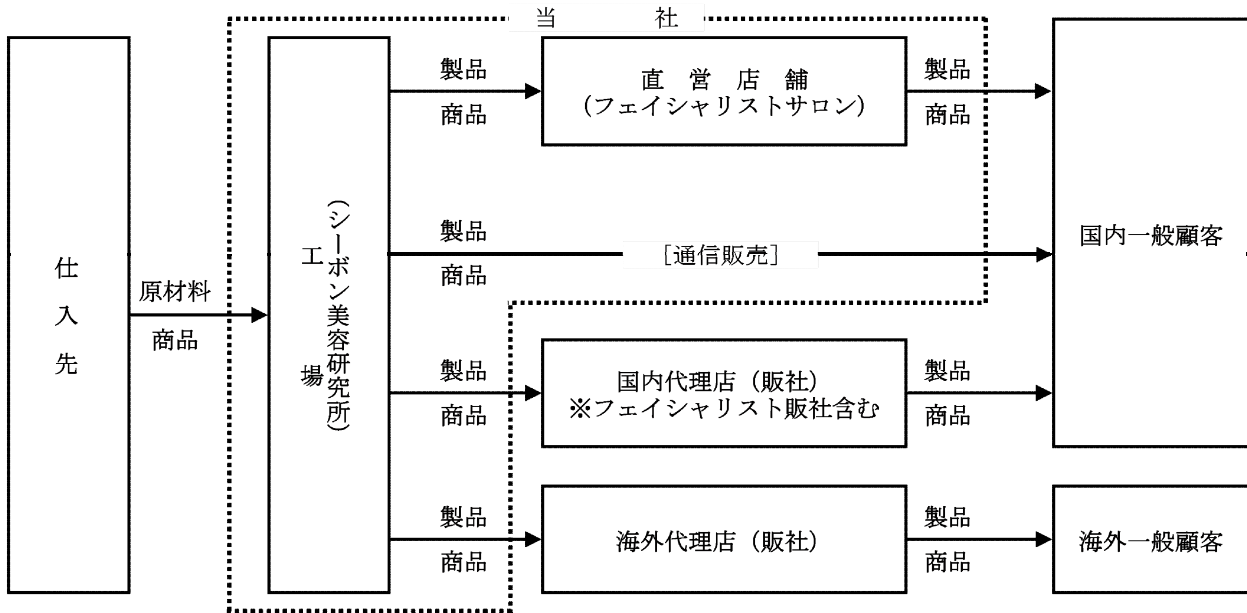 当 社
仕入先
原材料
商品
工場
(シーボン美容研究所)
製品
商品
直営店舗
(フェイシャリストサロン)
製品
商品
製品
商品
[通信販売]
国内一般顧客
製品
商品
国内代理店(販社)
※フェイシャリスト販社含む
製品
商品
製品
商品
海外代理店(販社)
製品
商品
海外一般顧客